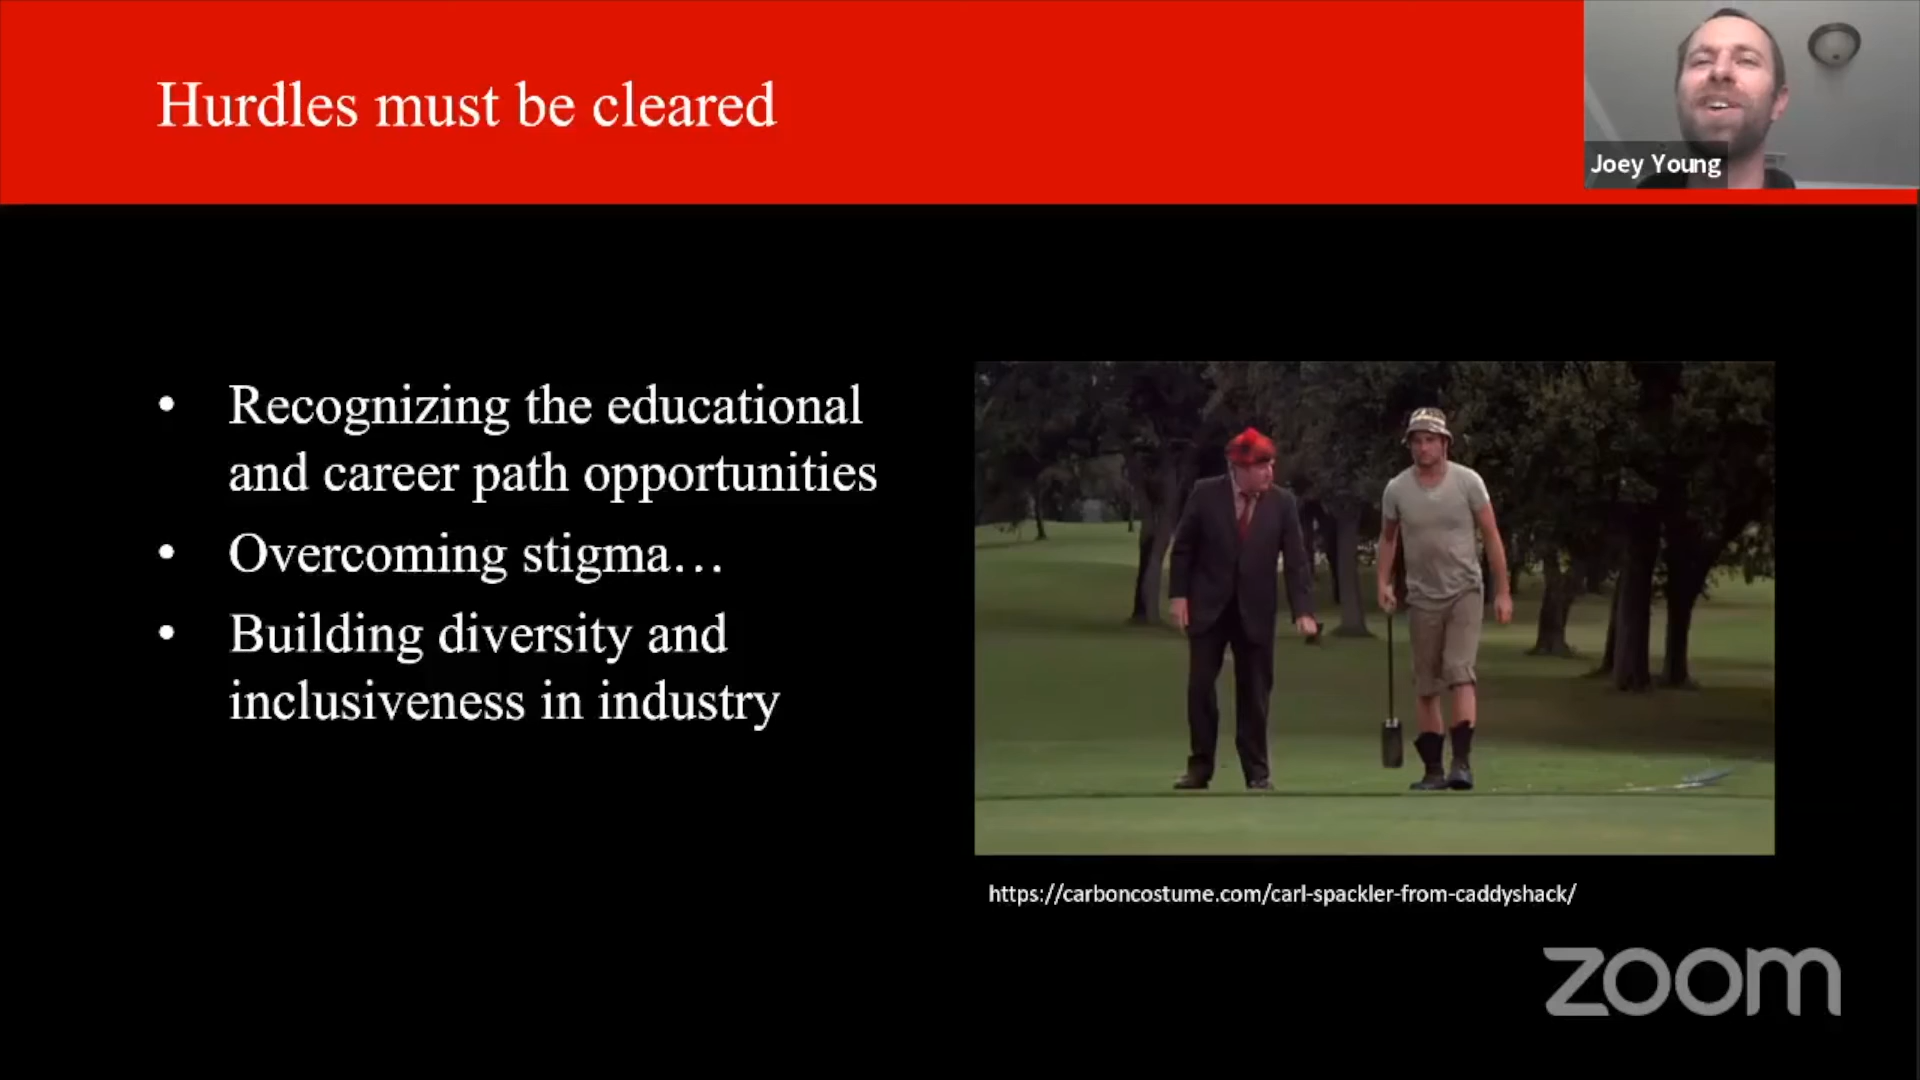 Hurdles must be cleared
Joey Young
• Recognizing the educational
and career path opportunities
• Overcoming stigma…
• Building diversity and
inclusiveness in industry
https://carboncostume.com/carl-spackler-from-caddyshack/
zoom